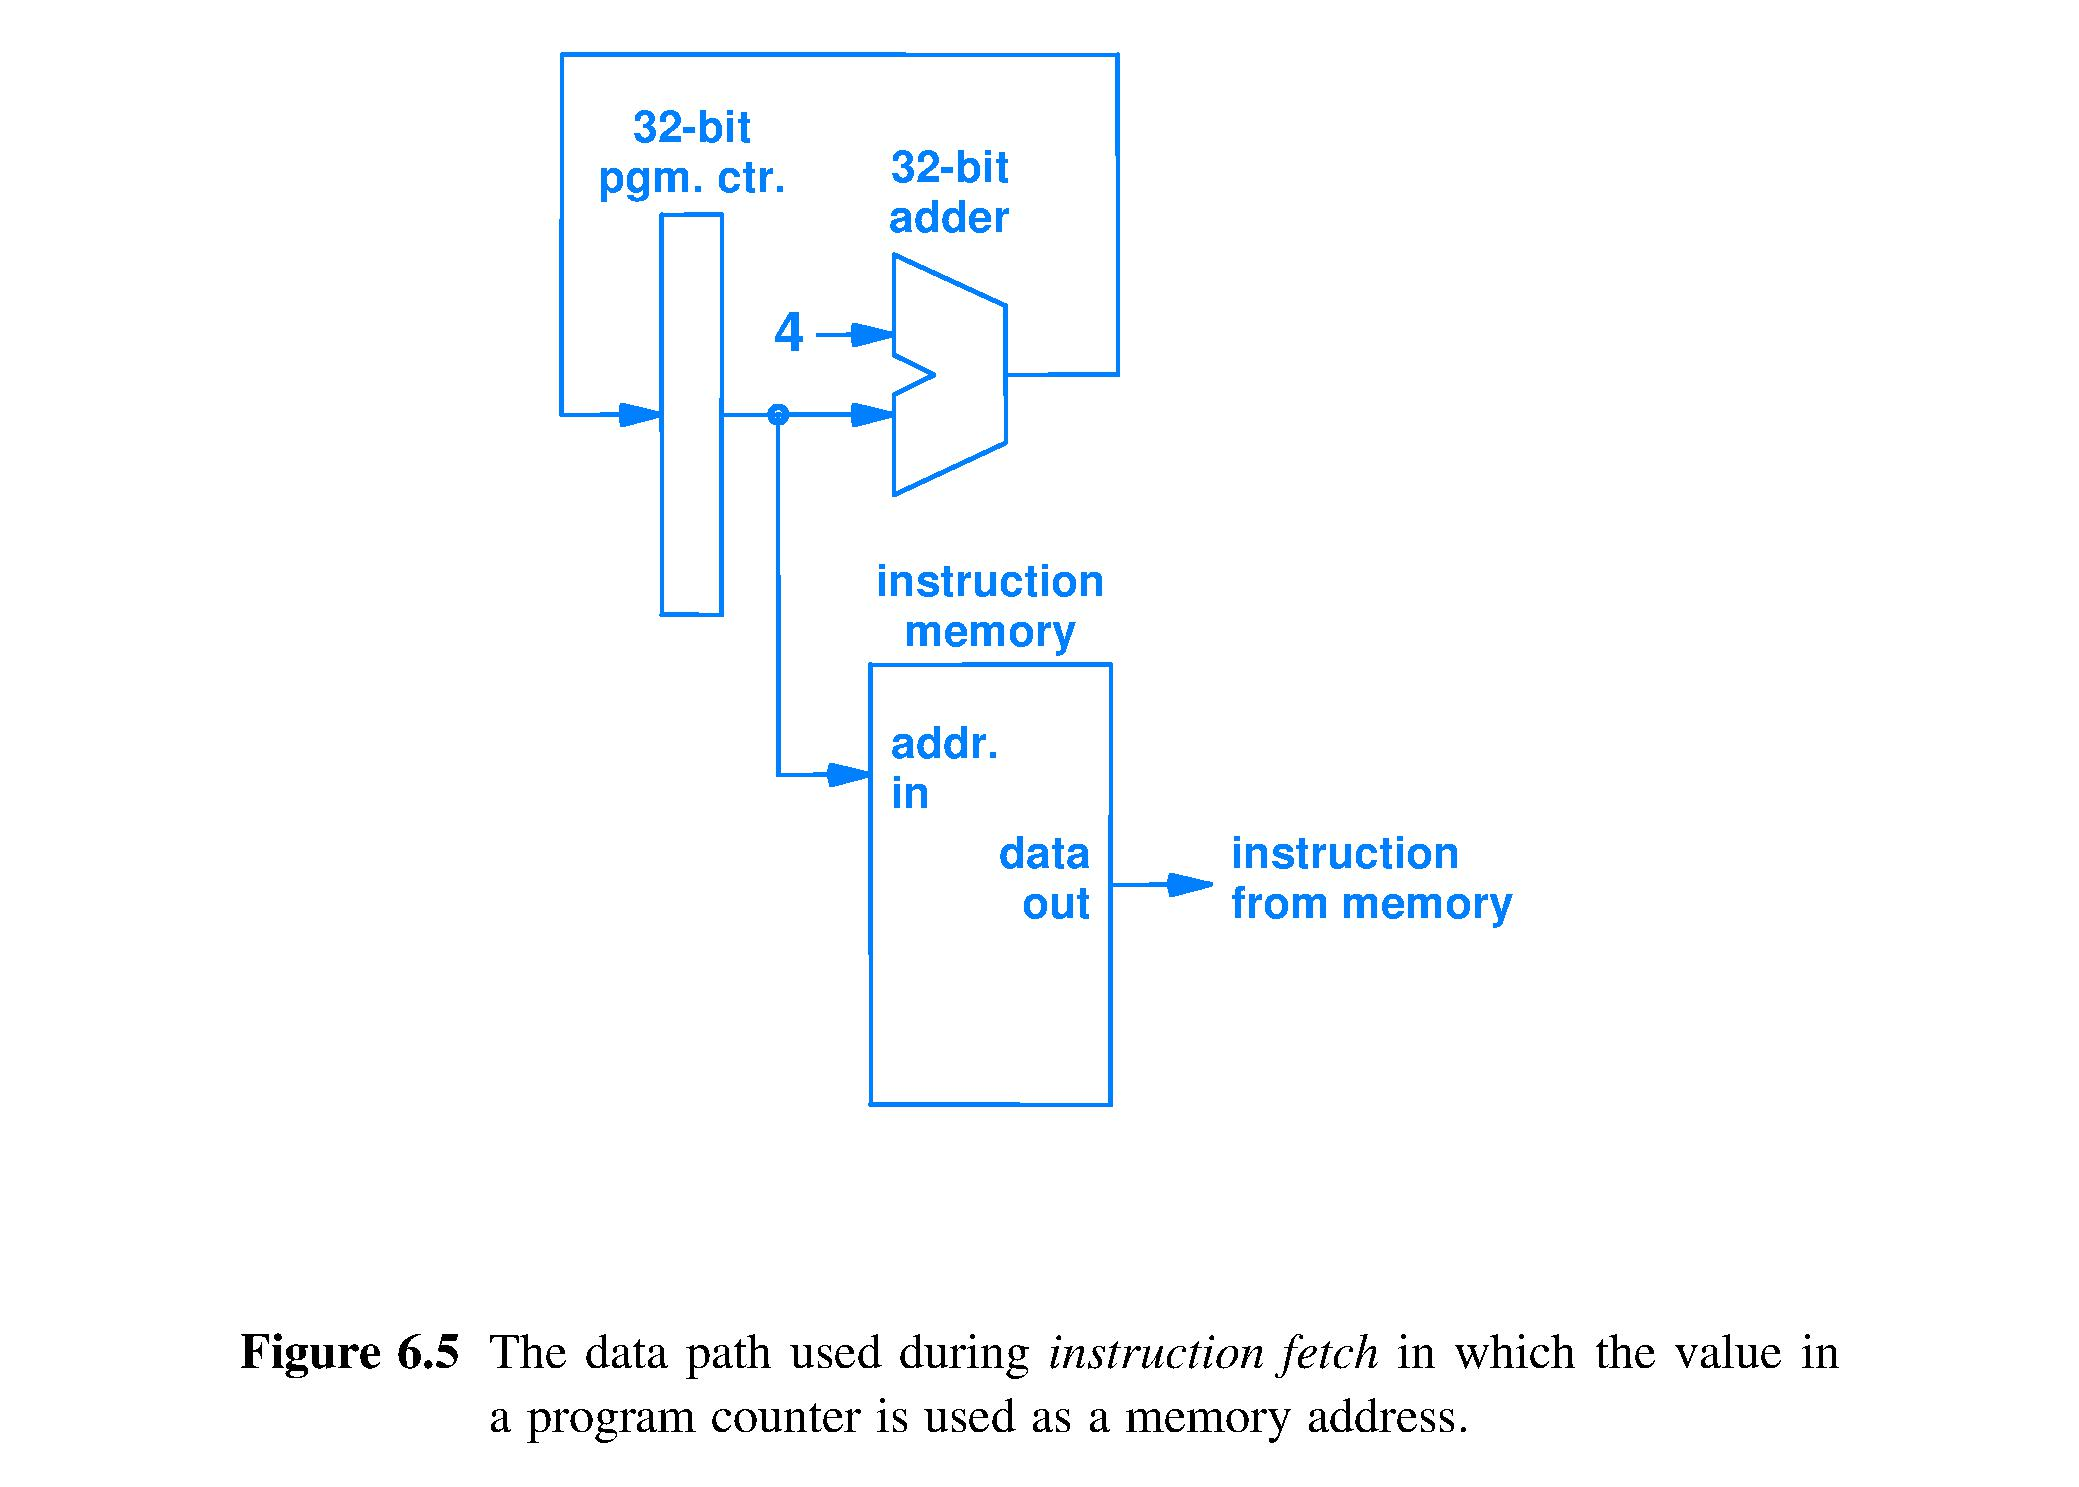 32-bit
pgm. ctr.
32-bit
adder
4
instruction
memory
addr.
in
data
out
instruction
from memory
Figure 6.5 The data path used during instruction fetch in which the value in
a program counter is used as a memory address.